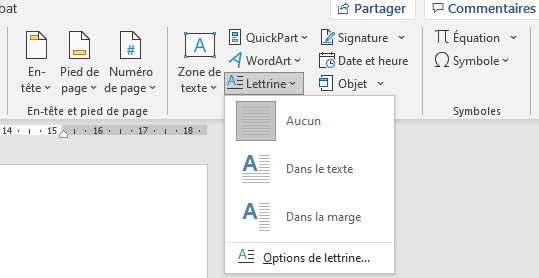 bat
Partager
Commentaires
En-
tête
Pied de
page
Numéro
de page
En-tête et pied de page
Zone de
texte
QuickPart
WordArt
Lettrine
Signature
Date et heure
Objet
Équation
Symbole
Symboles
14 15 16 17 18
Aucun
Dans le texte
Dans la marge
Options de lettrine...